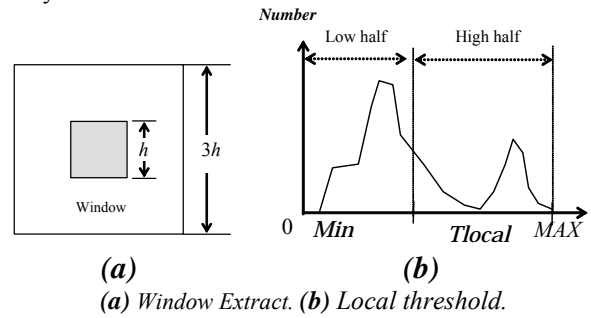 Number
Low half High half
h 3h
Window
0 Min Tlocal MAX
(a) (b)
(a) Window Extract. (b) Local threshold.